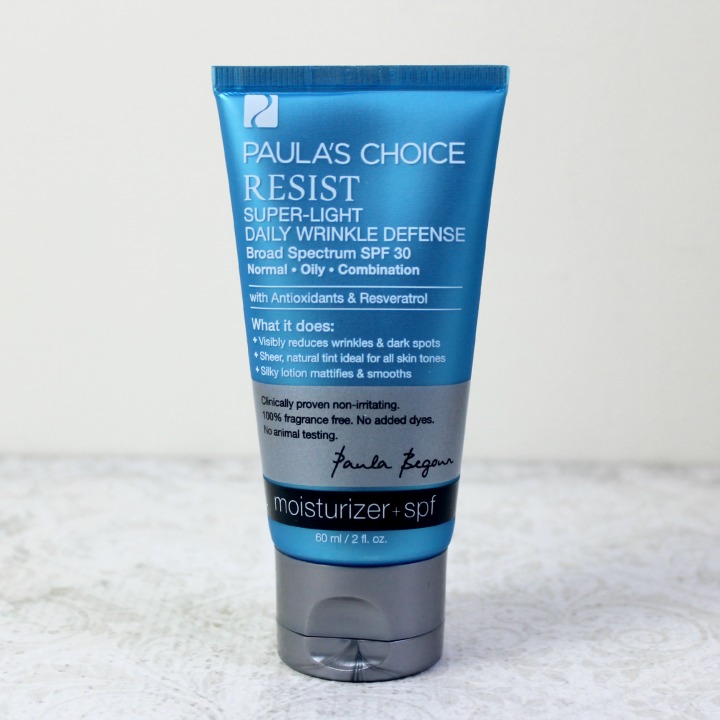 PAULA'S CHOICE
RESIST
SUPER-LIGHT
DAILY WRINKLE DEFENSE
Broad Spectrum SPF 30
Normal • Oily • Combination
with Antioxidants & Resveratrol
What it does:
+ Visibly reduces wrinkles & dark spots
+ Sheer, natural tint ideal for all skin tones
+ Silky lotion mattifies & smooths
Clinically proven non-irritating.
100% fragrance free. No added dyes.
No animal testing.
Paula Begoun
moisturizer + spf
60 ml / 2 fl. oz.